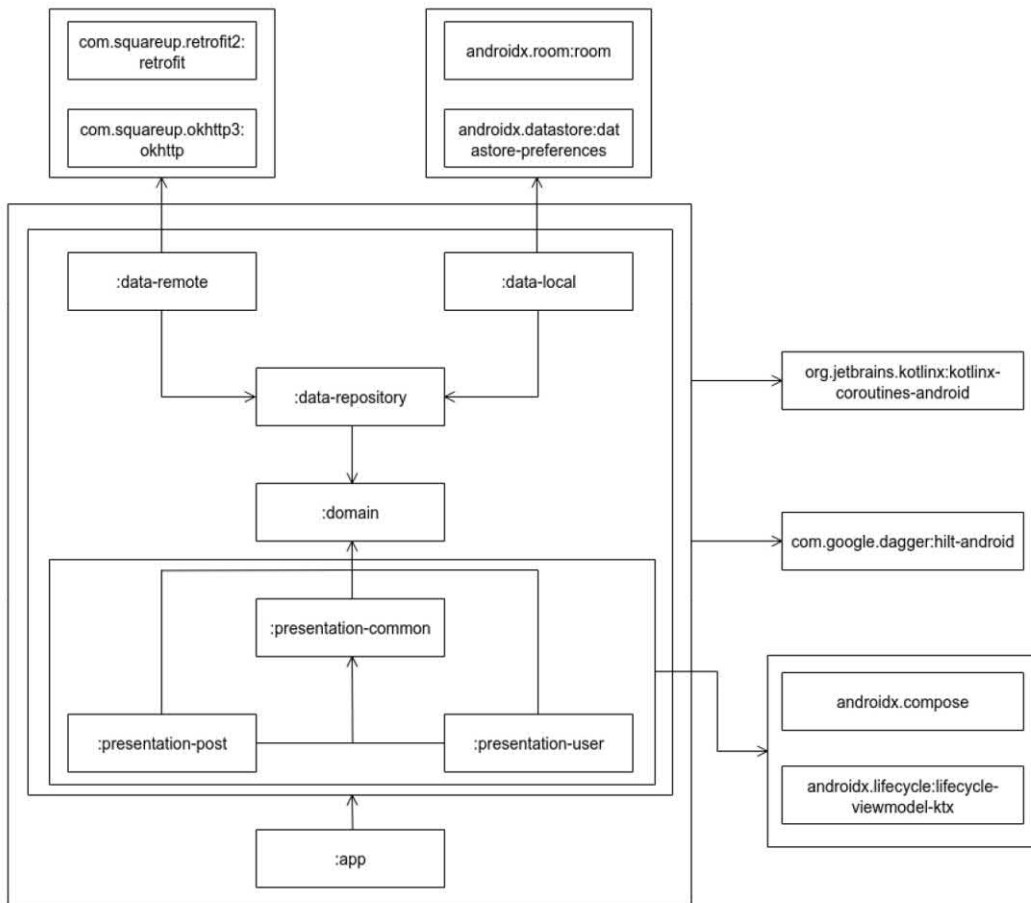 com.squareup.retrofit2:
retrofit
androidx.room:room
com.squareup.okhttp3:
okhttp
androidx.datastore:dat
astore-preferences
:data-remote
:data-local
org.jetbrains.kotlinx:kotlinx-
coroutines-android
:data-repository
:domain
com.google.dagger:hilt-android
:presentation-common
androidx.compose
:presentation-post
:presentation-user
androidx.lifecycle:lifecycle-
viewmodel-ktx
:app